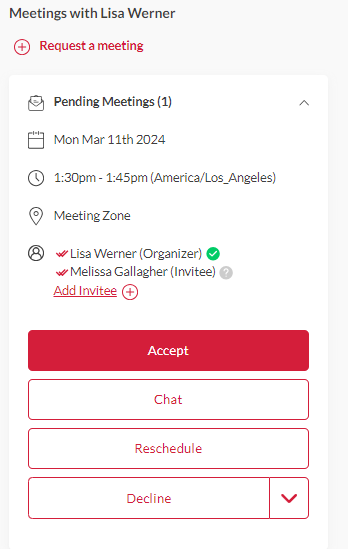 Meetings with Lisa Werner
Request a meeting
Pending Meetings (1)
Mon Mar 11th 2024
1:30pm - 1:45pm (America/Los_Angeles)
Meeting Zone
Lisa Werner (Organizer)
Melissa Gallagher (Invitee) ?
Add Invitee
Accept
Chat
Reschedule
Decline